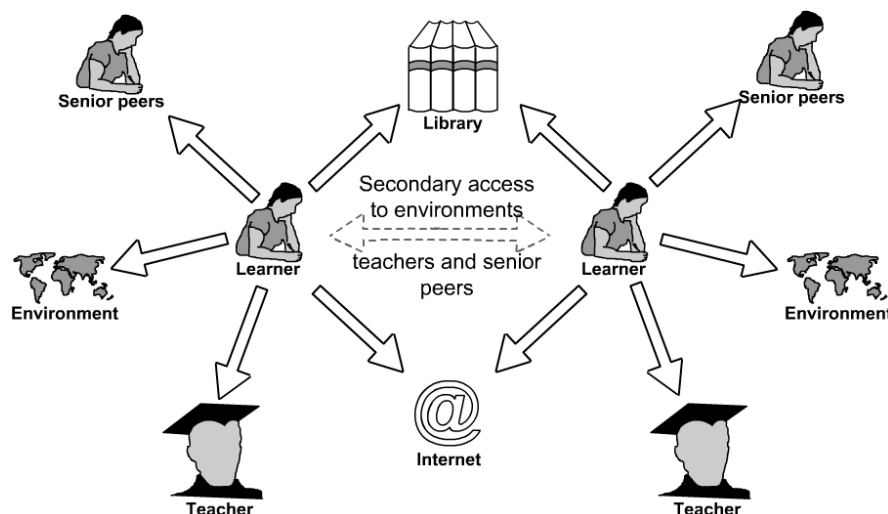 Senior peers
Library
Senior peers
Secondary access
to environments
teachers and senior
peers
Learner
Learner
Environment
Environment
@
Internet
Teacher
Teacher